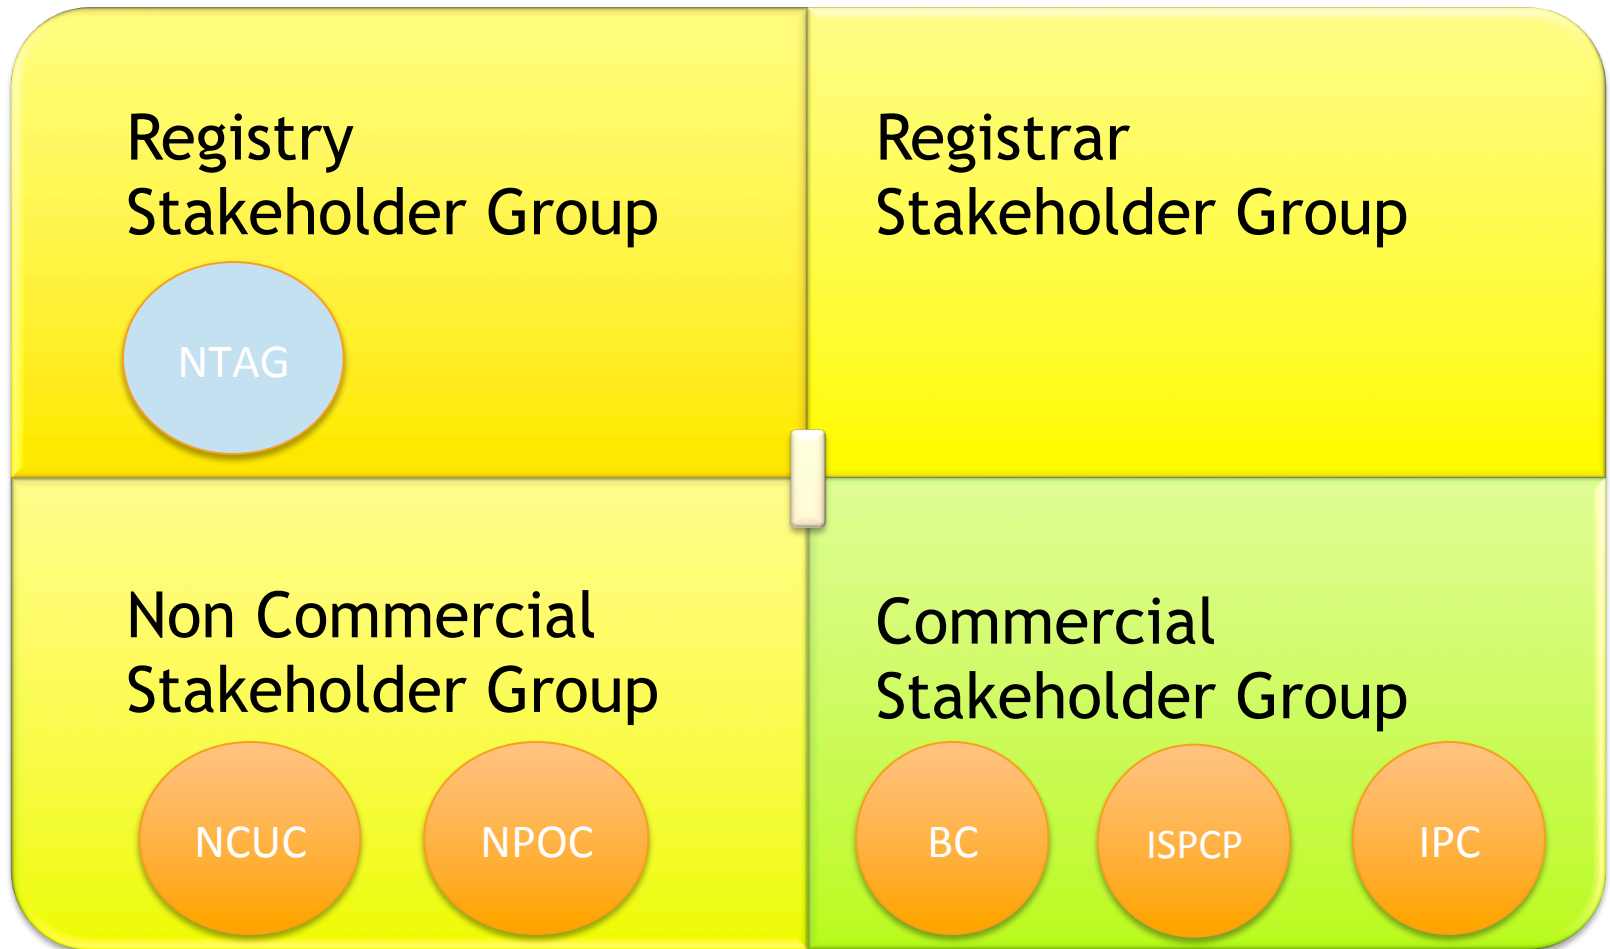 Registry
Stakeholder Group
NTAG
Registrar
Stakeholder Group
Non Commercial
Stakeholder Group
NCUC
NPOC
Commercial
Stakeholder Group
BC
ISPCP
IPC